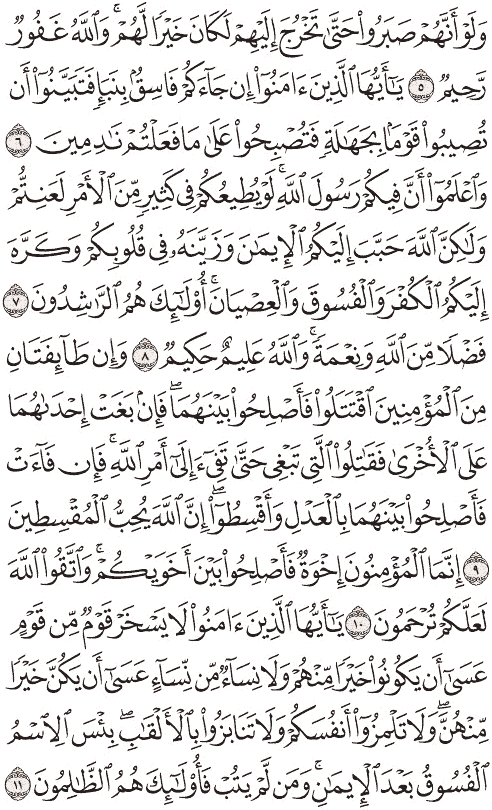 وَلَوۡ أَنَّهُمۡ صَبَرُواْ حَتَّىٰ تَخۡرُجَ إِلَيۡهِمۡ لَكَانَ خَيۡرٗا لَّهُمۡۚ وَٱللَّهُ غَفُورٞ
رَّحِيمٞ ٥ يَٰٓأَيُّهَا ٱلَّذِينَ ءَامَنُوٓاْ إِن جَآءَكُمۡ فَاسِقُۢ بِنَبَإٖ فَتَبَيَّنُوٓاْ أَن
تُصِيبُواْ قَوۡمَۢا بِجَهَٰلَةٖ فَتُصۡبِحُواْ عَلَىٰ مَا فَعَلۡتُمۡ نَٰدِمِينَ ٦
وَٱعۡلَمُوٓاْ أَنَّ فِيكُمۡ رَسُولَ ٱللَّهِۚ لَوۡ يُطِيعُكُمۡ فِي كَثِيرٖ مِّنَ ٱلۡأَمۡرِ لَعَنِتُّمۡ
وَلَٰكِنَّ ٱللَّهَ حَبَّبَ إِلَيۡكُمُ ٱلۡإِيمَٰنَ وَزَيَّنَهُۥ فِي قُلُوبِكُمۡ وَكَرَّهَ
إِلَيۡكُمُ ٱلۡكُفۡرَ وَٱلۡفُسُوقَ وَٱلۡعِصۡيَانَۚ أُوْلَٰٓئِكَ هُمُ ٱلرَّٰشِدُونَ ٧
فَضۡلٗا مِّنَ ٱللَّهِ وَنِعۡمَةٗۚ وَٱللَّهُ عَلِيمٌ حَكِيمٞ ٨ وَإِن طَآئِفَتَانِ
مِنَ ٱلۡمُؤۡمِنِينَ ٱقۡتَتَلُواْ فَأَصۡلِحُواْ بَيۡنَهُمَاۖ فَإِنۢ بَغَتۡ إِحۡدَىٰهُمَا
عَلَى ٱلۡأُخۡرَىٰ فَقَٰتِلُواْ ٱلَّتِي تَبۡغِي حَتَّىٰ تَفِيٓءَ إِلَىٰٓ أَمۡرِ ٱللَّهِۚ فَإِن فَآءَتۡ
فَأَصۡلِحُواْ بَيۡنَهُمَا بِٱلۡعَدۡلِ وَأَقۡسِطُوٓاْۖ إِنَّ ٱللَّهَ يُحِبُّ ٱلۡمُقۡسِطِينَ
٩ إِنَّمَا ٱلۡمُؤۡمِنُونَ إِخۡوَةٞ فَأَصۡلِحُواْ بَيۡنَ أَخَوَيۡكُمۡۚ وَٱتَّقُواْ ٱللَّهَ
لَعَلَّكُمۡ تُرۡحَمُونَ ١٠ يَٰٓأَيُّهَا ٱلَّذِينَ ءَامَنُواْ لَا يَسۡخَرۡ قَوۡمٞ مِّن قَوۡمٍ
عَسَىٰٓ أَن يَكُونُواْ خَيۡرٗا مِّنۡهُمۡ وَلَا نِسَآءٞ مِّن نِّسَآءٍ عَسَىٰٓ أَن يَكُنَّ خَيۡرٗا
مِّنۡهُنَّۖ وَلَا تَلۡمِزُوٓاْ أَنفُسَكُمۡ وَلَا تَنَابَزُواْ بِٱلۡأَلۡقَٰبِۖ بِئۡسَ ٱلِٱسۡمُ
ٱلۡفُسُوقُ بَعۡدَ ٱلۡإِيمَٰنِۚ وَمَن لَّمۡ يَتُبۡ فَأُوْلَٰٓئِكَ هُمُ ٱلظَّٰلِمُونَ ١١